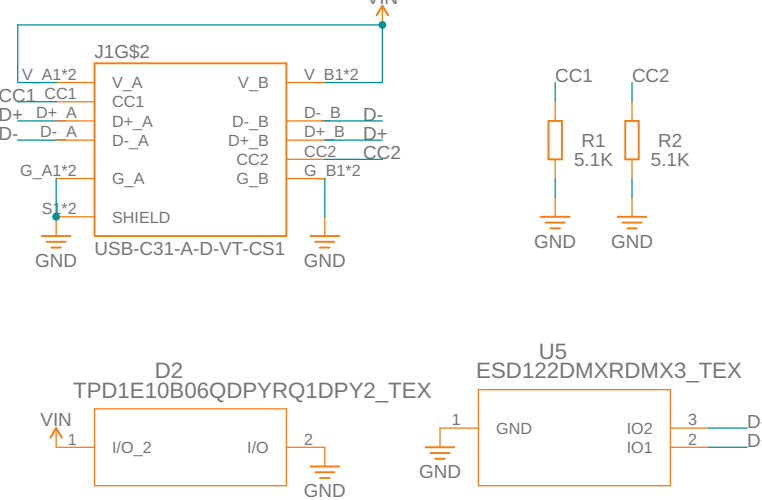 VIN
J1G$2
V_A1*2 V_A V_B V_B1*2
CC1 CC1 CC1
D+ D+_A D+_A D-_B D-_B D-
D- D-_A D-_A D+_B D+_B D+
CC2 CC2 CC2
G_A1*2 G_A G_B G_B1*2
S1*2 SHIELD
USB-C31-A-D-VT-CS1
GND GND
CC1 CC2
R1 R2
5.1K 5.1K
GND GND
D2
TPD1E10B06QDPYRQ1DPY2_TEX
VIN
1 I/O_2 I/O 2
GND
U5
ESD122DMXRDMX3_TEX
1 GND IO2 3
IO1 2
GND